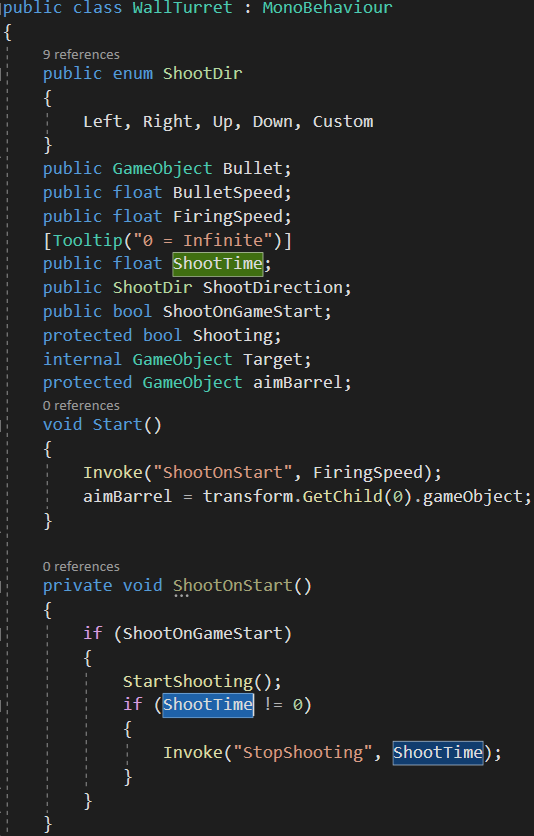 public class WallTurret : MonoBehaviour
{
9 references
public enum ShootDir
{
Left, Right, Up, Down, Custom
}
public GameObject Bullet;
public float BulletSpeed;
public float FiringSpeed;
[Tooltip("0 = Infinite")]
public float ShootTime;
public ShootDir ShootDirection;
public bool ShootOnGameStart;
protected bool Shooting;
internal GameObject Target;
protected GameObject aimBarrel;
0 references
void Start()
{
Invoke("ShootOnStart", FiringSpeed);
aimBarrel = transform.GetChild(0).gameObject;
}
0 references
private void ShootOnStart()
{
if (ShootOnGameStart)
{
StartShooting();
if (ShootTime != 0)
{
Invoke("StopShooting", ShootTime);
}
}
}